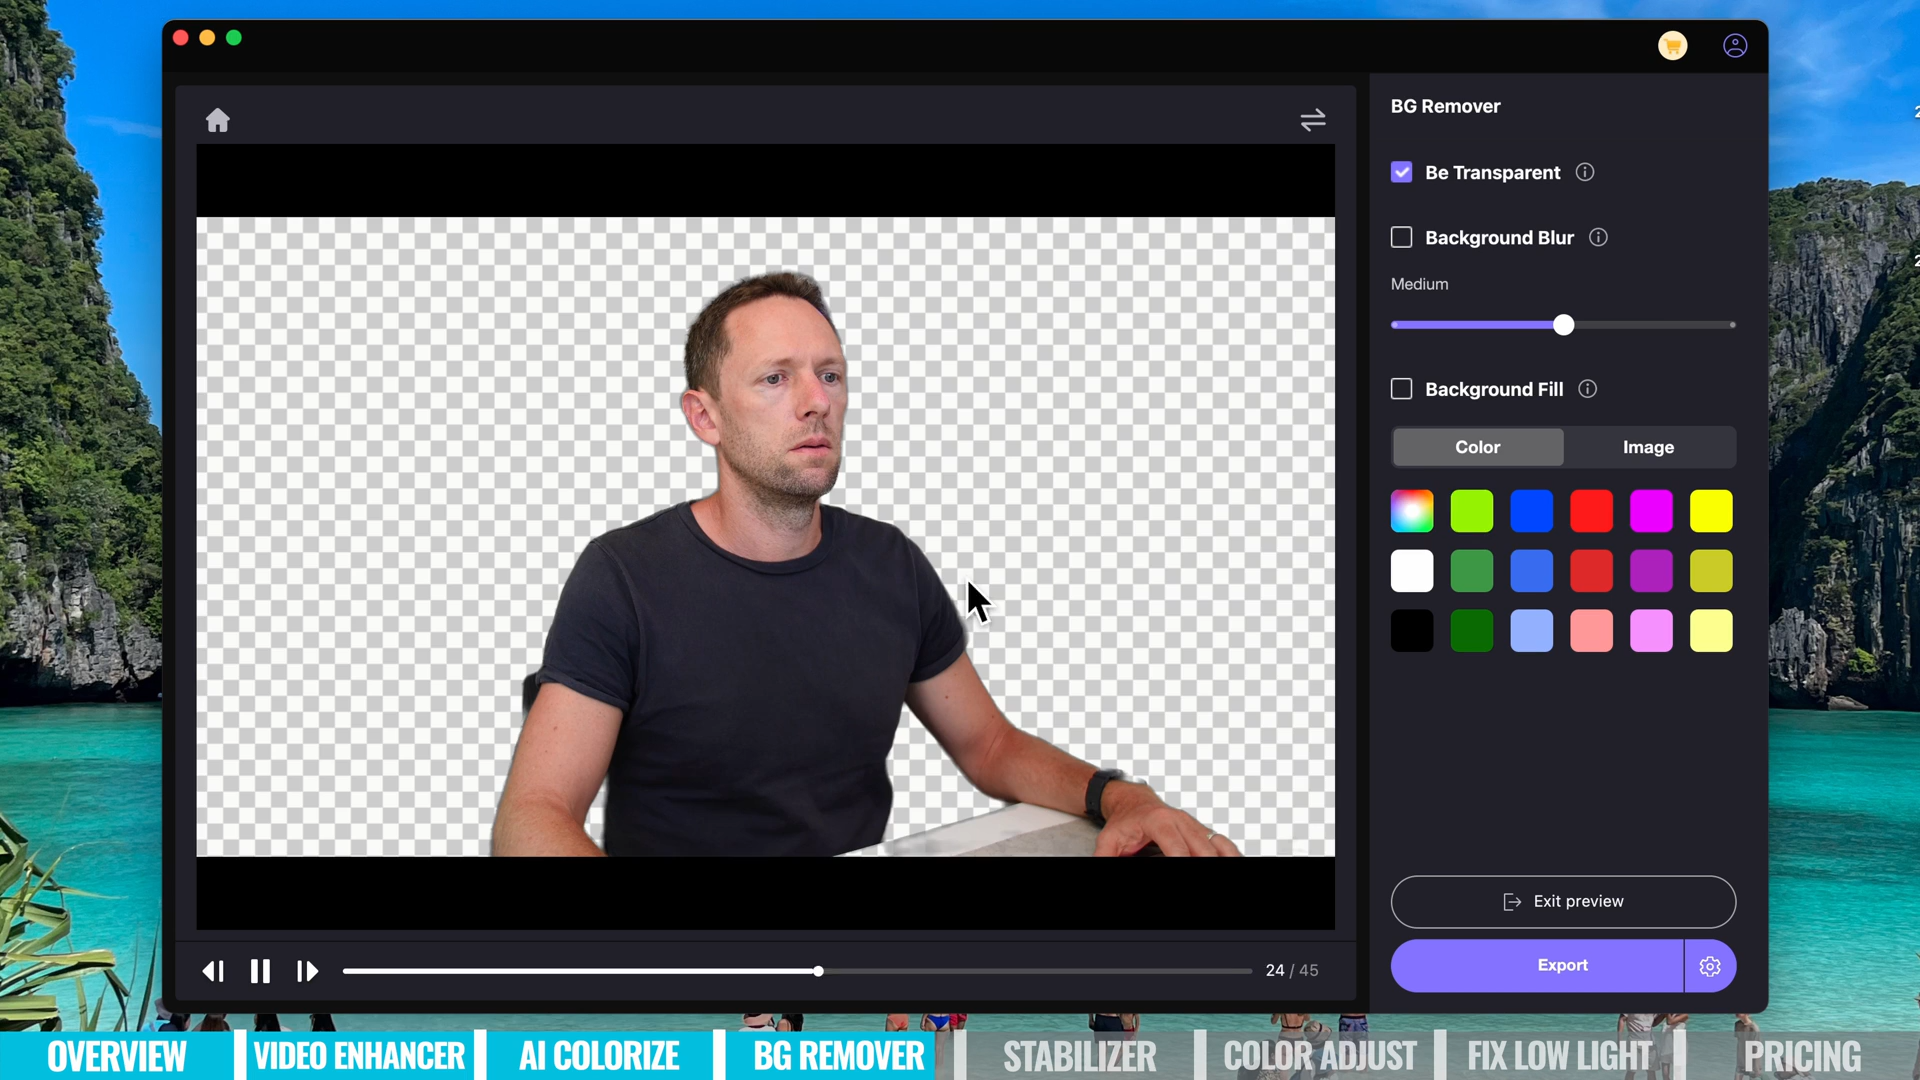 BG Remover
Be Transparent
Background Blur
Medium
Background Fill
Color Image
Exit preview
Export
24 / 45
OVERVIEW VIDEO ENHANCER AI COLORIZE BG REMOVER STABILIZER COLOR ADJUST FIX LOW LIGHT PRICING